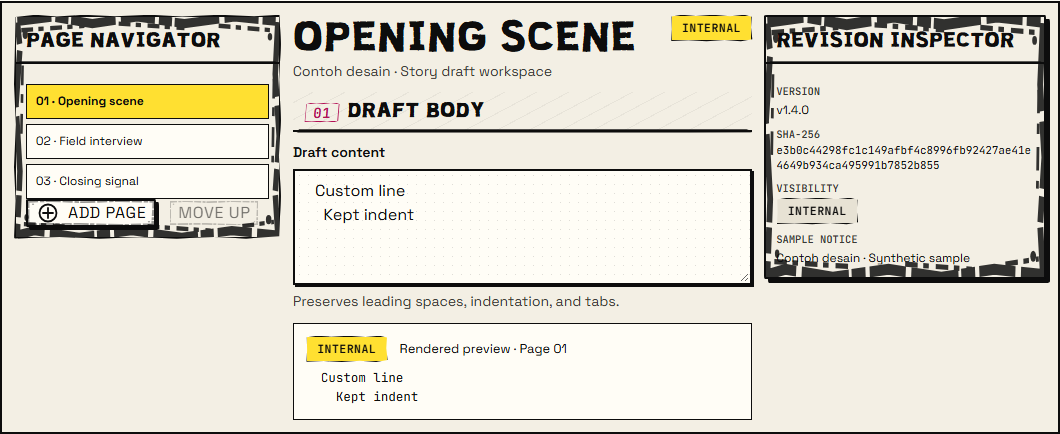 PAGE NAVIGATOR
01 · Opening scene
02 · Field interview
03 · Closing signal
ADD PAGE
MOVE UP
OPENING SCENE
INTERNAL
Contoh desain · Story draft workspace
01 DRAFT BODY
Draft content
Custom line
  Kept indent
Preserves leading spaces, indentation, and tabs.
INTERNAL Rendered preview · Page 01
Custom line
  Kept indent
REVISION INSPECTOR
VERSION
v1.4.0
SHA-256
e3b0c44298fc1c149afbf4c8996fb92427ae41e
4649b934ca495991b7852b855
VISIBILITY
INTERNAL
SAMPLE NOTICE
Contoh desain · Synthetic sample